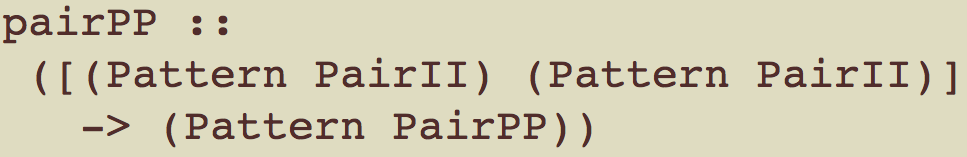 pairPP ::
([(Pattern PairII) (Pattern PairII)]
-> (Pattern PairPP))